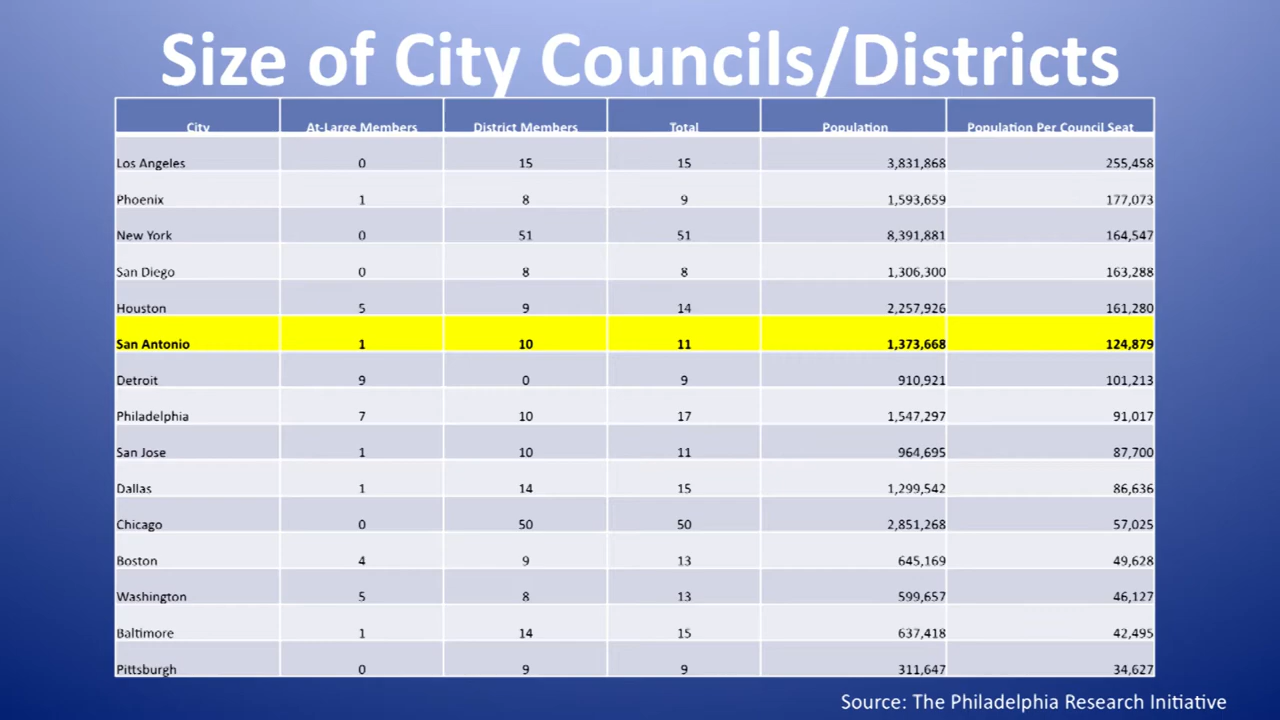 Size of City Councils/Districts
City At-Large Members District Members Total Population Population Per Council Seat
Los Angeles 0 15 15 3,831,868 255,458
Phoenix 1 8 9 1,593,659 177,073
New York 0 51 51 8,391,881 164,547
San Diego 0 8 8 1,306,300 163,288
Houston 5 9 14 2,257,926 161,280
San Antonio 1 10 11 1,373,668 124,879
Detroit 9 0 9 910,921 101,213
Philadelphia 7 10 17 1,547,297 91,017
San Jose 1 10 11 964,695 87,700
Dallas 1 14 15 1,299,542 86,636
Chicago 0 50 50 2,851,268 57,025
Boston 4 9 13 645,169 49,628
Washington 5 8 13 599,657 46,127
Baltimore 1 14 15 637,418 42,495
Pittsburgh 0 9 9 311,647 34,627
Source: The Philadelphia Research Initiative